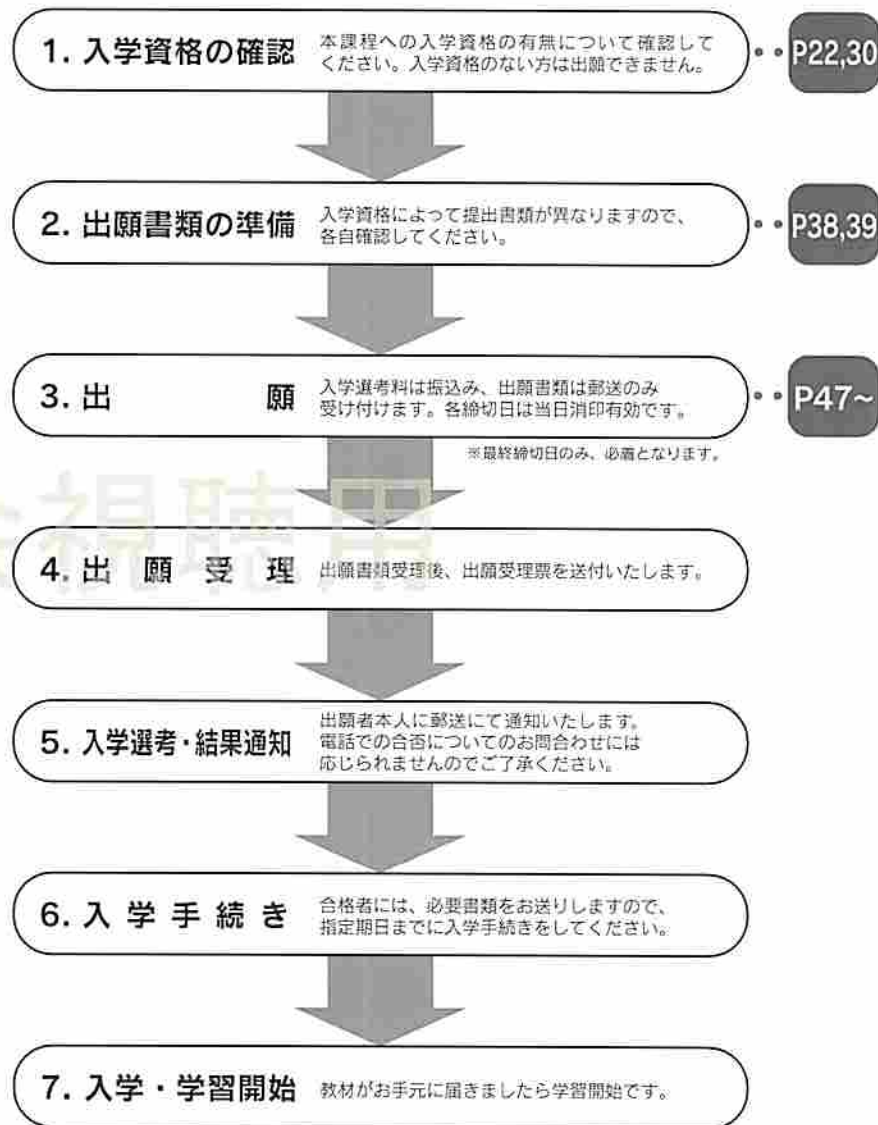 1. 入学資格の確認
本課程への入学資格の有無について確認して
ください。入学資格のない方は出願できません。
P22,30
2. 出願書類の準備
入学資格によって提出書類が異なりますので、
各自確認してください。
P38,39
3. 出願
入学選考料は振込み、出願書類は郵送のみ
受け付けます。各締切日は当日消印有効です。
P47~
※最終締切日のみ、必着となります。
視聴用
4. 出願受理
出願書類受理後、出願受理票を送付いたします。
5. 入学選考・結果通知
出願者本人に郵送にて通知いたします。
電話での合否についてのお問合わせには
応じられませんのでご了承ください。
6. 入学手続き
合格者には、必要書類をお送りしますので、
指定期日までに入学手続きをしてください。
7. 入学・学習開始
教材がお手元に届きましたら学習開始です。